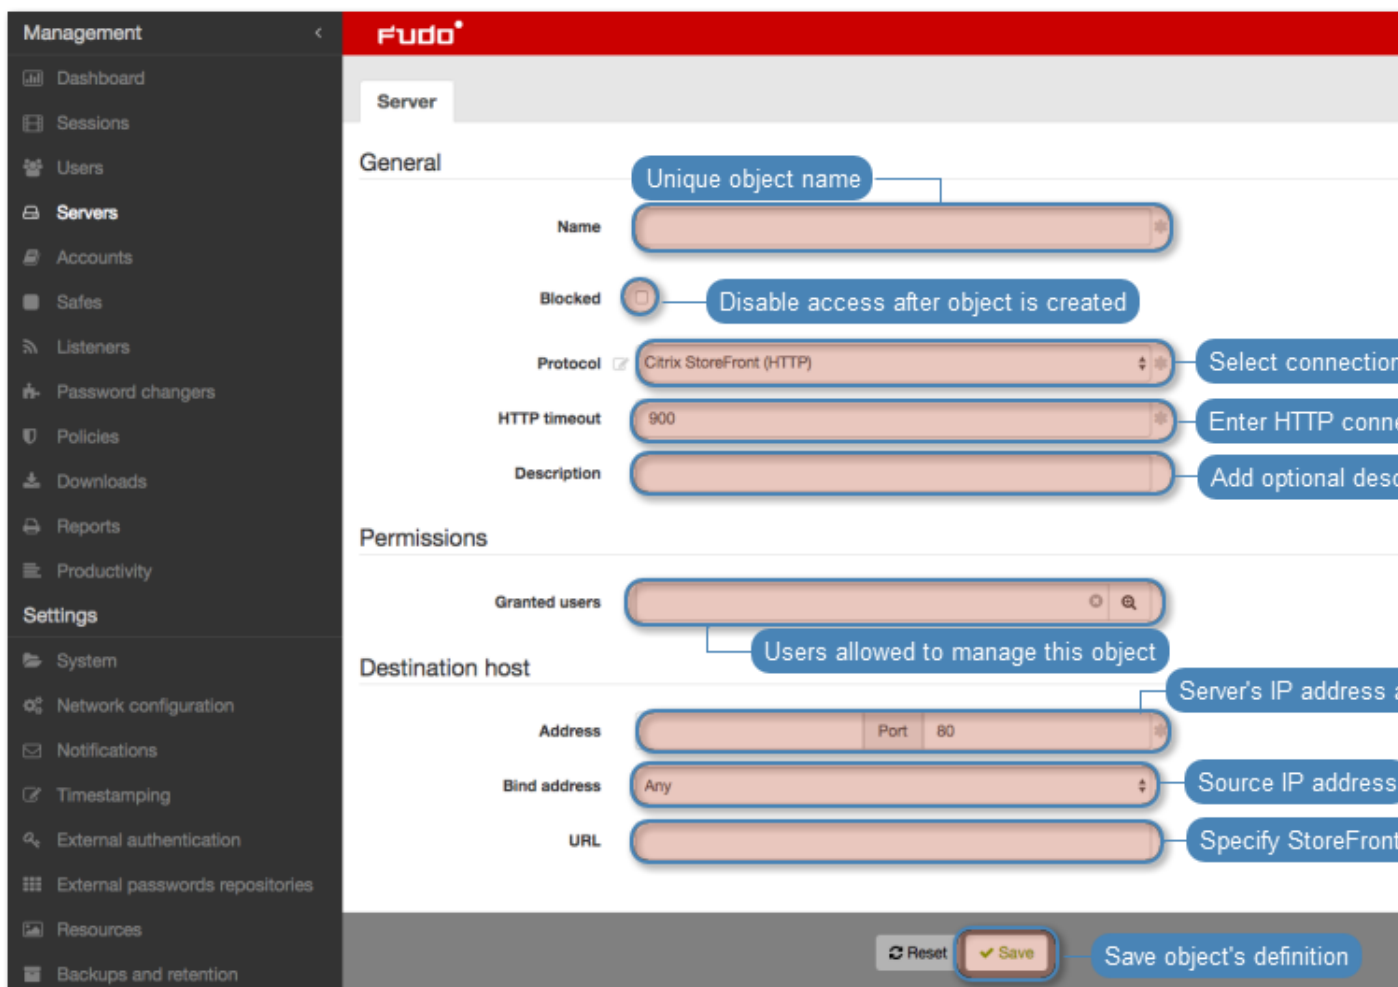 Management
Dashboard
Sessions
Users
Servers
Accounts
Safes
Listeners
Password changers
Policies
Downloads
Reports
Productivity
Settings
System
Network configuration
Notifications
Timestamping
External authentication
External passwords repositories
Resources
Backups and retention
FUDO
Server
General
Unique object name
Name
Blocked
Disable access after object is created
Protocol
Citrix StoreFront (HTTP)
Select connection
HTTP timeout
900
Enter HTTP conne
Description
Add optional desc
Permissions
Granted users
Users allowed to manage this object
Destination host
Server's IP address a
Address
Port 80
Bind address
Any
Source IP address
URL
Specify StoreFront
Reset
Save
Save object's definition